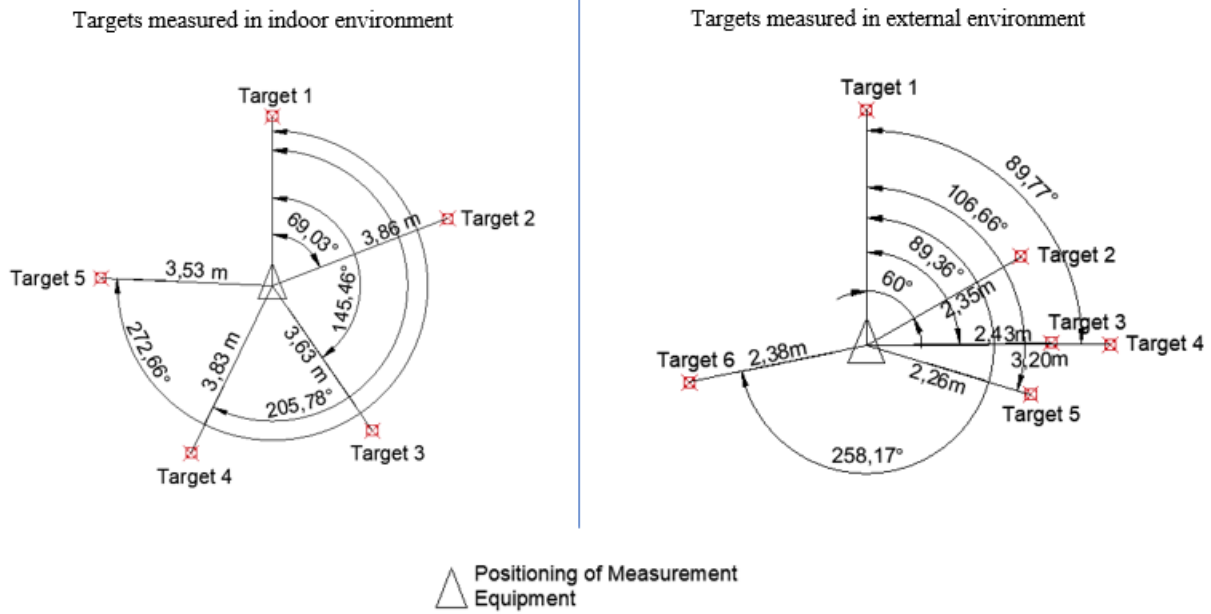 Targets measured in indoor environment
Target 1
69,03°
3,86 m
Target 2
3,53 m
Target 5
145,46°
3,63 m
3,83 m
272,66°
205,78°
Target 3
Target 4
Targets measured in external environment
Target 1
89,77°
106,66°
89,36°
60°
Target 2
2,35m
Target 3
2,43m
Target 4
3,20m
Target 6
2,38m
2,26m
Target 5
258,17°
Positioning of Measurement
Equipment